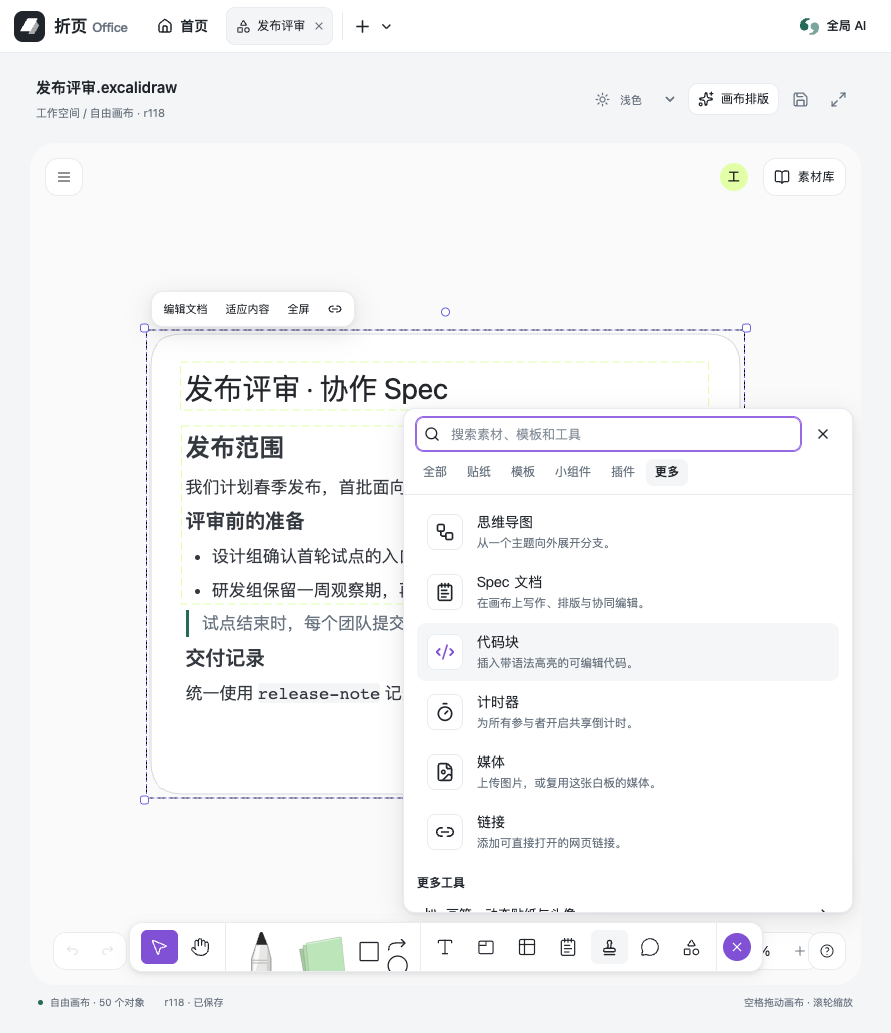 折页 Office
首页
发布评审
全局 AI
发布评审.excalidraw
工作空间 / 自由画布 · r118
浅色
画布排版
工
素材库
编辑文档 适应内容 全屏
发布评审 · 协作 Spec
发布范围
我们计划春季发布，首批面向
评审前的准备
• 设计组确认首轮试点的入
• 研发组保留一周观察期，
试点结束时，每个团队提交
交付记录
统一使用 release-note 记
搜索素材、模板和工具
全部 贴纸 模板 小组件 插件 更多
思维导图
从一个主题向外展开分支。
Spec 文档
在画布上写作、排版与协同编辑。
代码块
插入带语法高亮的可编辑代码。
计时器
为所有参与者开启共享倒计时。
媒体
上传图片，或复用这张白板的媒体。
链接
添加可直接打开的网页链接。
更多工具
%
自由画布 · 50 个对象
r118 · 已保存
空格拖动画布 · 滚轮缩放